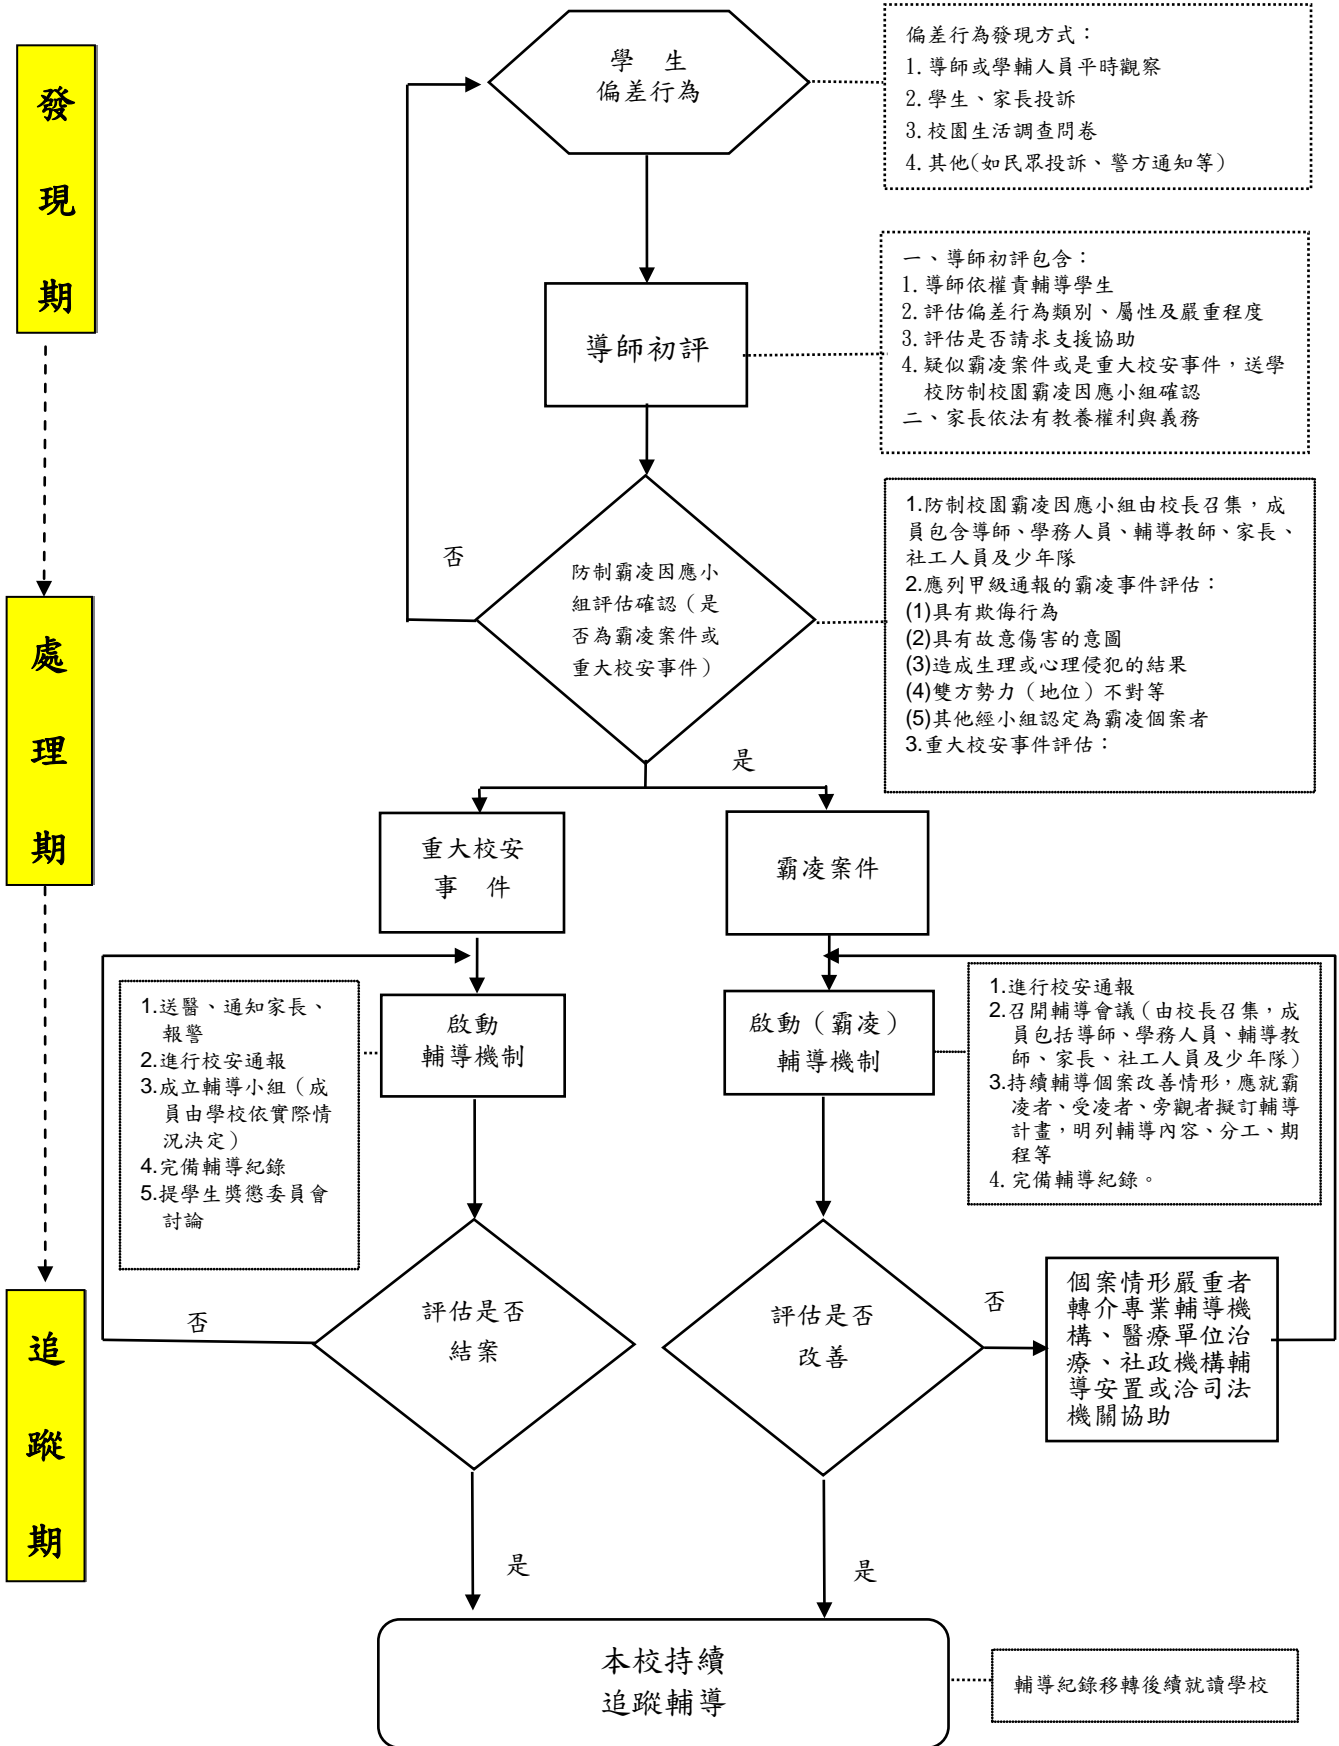 發
現
期
學 生
偏差行為
偏差行為發現方式：
1.導師或學輔人員平時觀察
2.學生、家長投訴
3.校園生活調查問卷
4.其他(如民眾投訴、警方通知等)
導師初評
一、導師初評包含：
1.導師依權責輔導學生
2.評估偏差行為類別、屬性及嚴重程度
3.評估是否請求支援協助
4.疑似霸凌案件或是重大校安事件，送學
校防制校園霸凌因應小組確認
二、家長依法有教養權利與義務
處
理
期
否
防制霸凌因應小
組評估確認（是
否為霸凌案件或
重大校安事件）
是
1.防制校園霸凌因應小組由校長召集，成
員包含導師、學務人員、輔導教師、家長、
社工人員及少年隊
2.應列甲級通報的霸凌事件評估：
(1)具有欺侮行為
(2)具有故意傷害的意圖
(3)造成生理或心理侵犯的結果
(4)雙方勢力（地位）不對等
(5)其他經小組認定為霸凌個案者
3.重大校安事件評估：
重大校安
事 件
霸凌案件
1.送醫、通知家長、
報警
2.進行校安通報
3.成立輔導小組（成
員由學校依實際情
況決定）
4.完備輔導紀錄
5.提學生獎懲委員會
討論
啟動
輔導機制
啟動（霸凌）
輔導機制
1.進行校安通報
2.召開輔導會議（由校長召集，成
員包括導師、學務人員、輔導教
師、家長、社工人員及少年隊）
3.持續輔導個案改善情形，應就霸
凌者、受凌者、旁觀者擬訂輔導
計畫，明列輔導內容、分工、期
程等
4.完備輔導紀錄。
追
蹤
期
否
評估是否
結案
是
評估是否
改善
否
是
個案情形嚴重者
轉介專業輔導機
構、醫療單位治
療、社政機構輔
導安置或洽司法
機關協助
本校持續
追蹤輔導
輔導紀錄移轉後續就讀學校